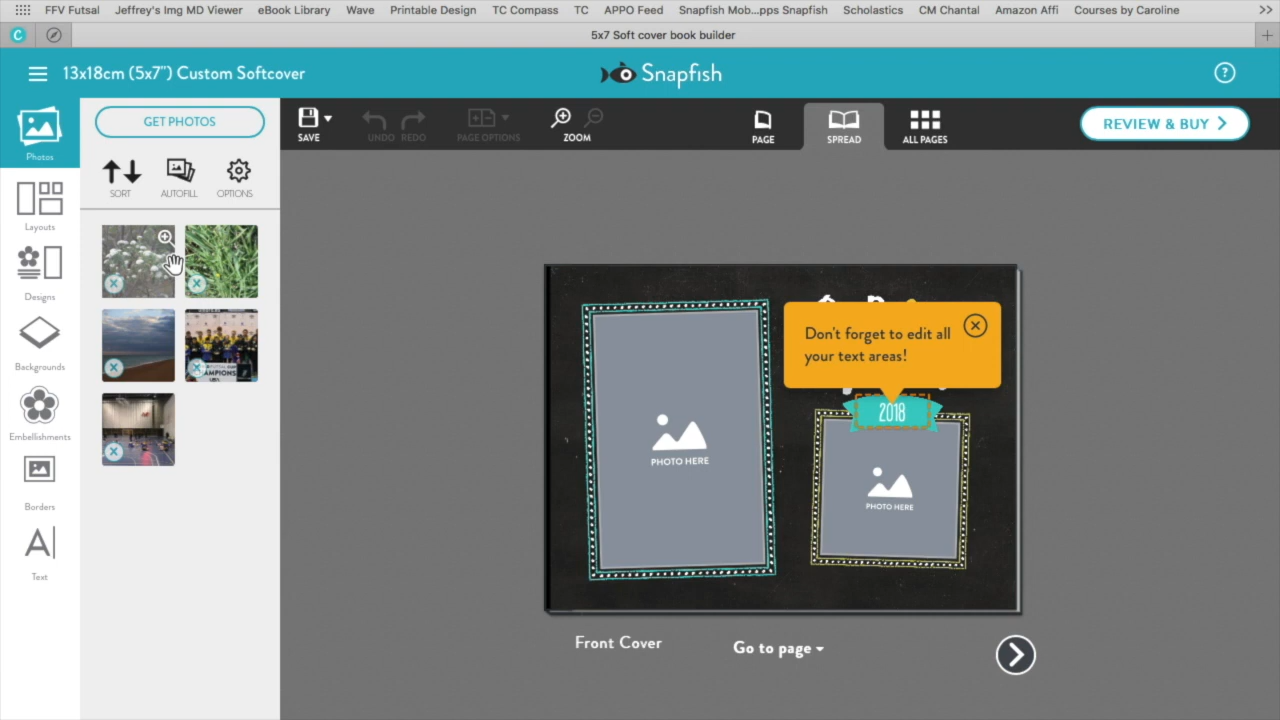 FFV Futsal Jeffrey's Img MD Viewer eBook Library Wave Printable Design TC Compass TC APPO Feed Snapfish Mob...pps Snapfish Scholastics CM Chantal Amazon Affi Courses by Caroline
C 5x7 Soft cover book builder
13x18cm (5x7") Custom Softcover Snapfish ?
GET PHOTOS
Photos
SAVE UNDO REDO PAGE OPTIONS ZOOM PAGE SPREAD ALL PAGES REVIEW & BUY
SORT AUTOFILL OPTIONS
Layouts
Designs
Backgrounds
Embellishments
Borders
Text
Don't forget to edit all
your text areas!
2018
PHOTO HERE
PHOTO HERE
Front Cover Go to page